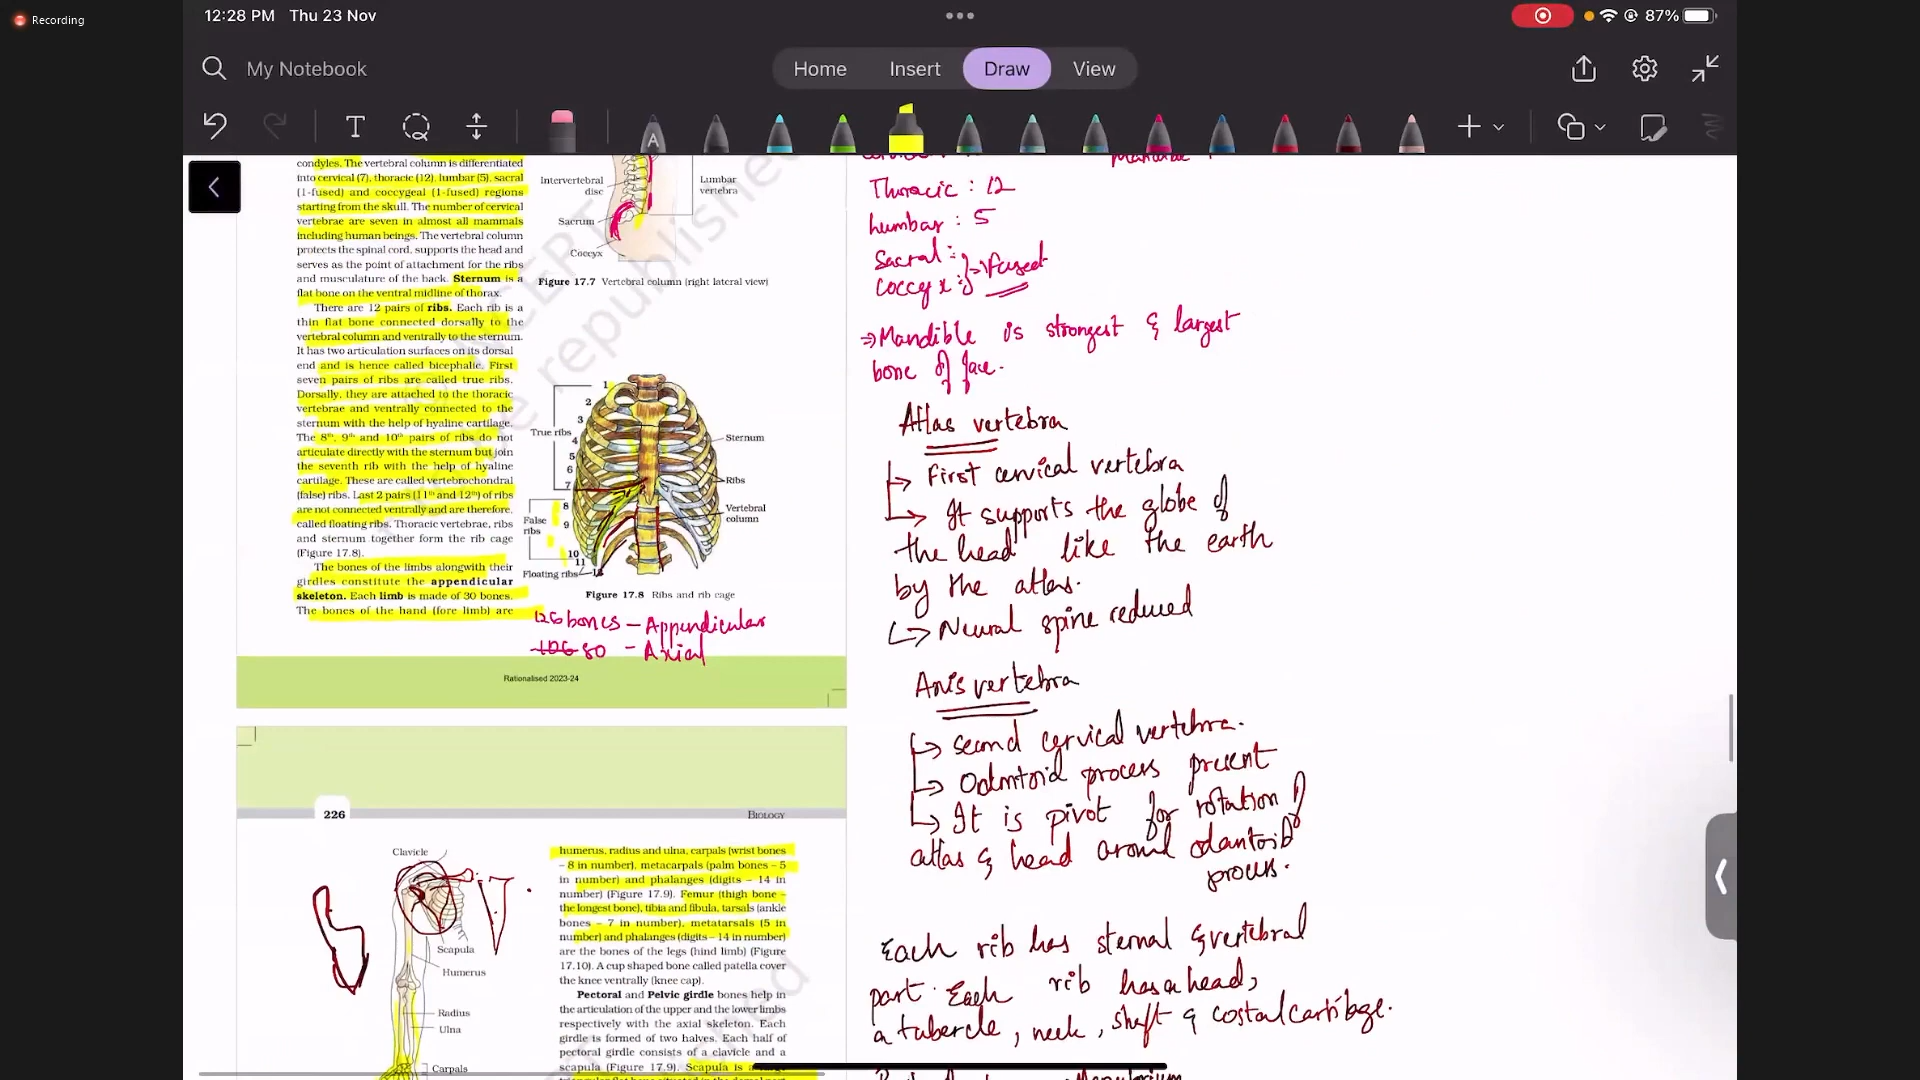 Recording
12:28 PM Thu 23 Nov
87%
My Notebook
Home Insert Draw View
T
A
condyles. The vertebral column is differentiated
into cervical (7), thoracic (12), lumbar (5), sacral
(1-fused) and coccygeal (1-fused) regions
starting from the skull. The number of cervical
vertebrae are seven in almost all mammals
including human beings. The vertebral column
protects the spinal cord, supports the head and
serves as the point of attachment for the ribs
and musculature of the back. Sternum is a
flat bone on the ventral midline of thorax.
There are 12 pairs of ribs. Each rib is a
thin flat bone connected dorsally to the
vertebral column and ventrally to the sternum.
It has two articulation surfaces on its dorsal
end and is hence called bicephalic. First
seven pairs of ribs are called true ribs.
Dorsally, they are attached to the thoracic
vertebrae and ventrally connected to the
sternum with the help of hyaline cartilage.
The 8th, 9th and 10th pairs of ribs do not
articulate directly with the sternum but join
the seventh rib with the help of hyaline
cartilage. These are called vertebrochondral
(false) ribs. Last 2 pairs (11th and 12th) of ribs
are not connected ventrally and are therefore,
called floating ribs. Thoracic vertebrae, ribs
and sternum together form the rib cage
(Figure 17.8).
The bones of the limbs alongwith their
girdles constitute the appendicular
skeleton. Each limb is made of 30 bones.
The bones of the hand (fore limb) are
Intervertebral
disc
Lumbar
vertebra
Sacrum
Coccyx
Figure 17.7 Vertebral column (right lateral view)
1
2
3
True ribs
4
5
6
7
8
False
ribs
9
10
11
Floating ribs 12
Sternum
Ribs
Vertebral
column
Figure 17.8 Ribs and rib cage
126 bones – Appendicular
106 80 – Axial
Rationalised 2023-24
226
BIOLOGY
Clavicle
Scapula
Humerus
Radius
Ulna
Carpals
humerus, radius and ulna, carpals (wrist bones
– 8 in number), metacarpals (palm bones – 5
in number) and phalanges (digits – 14 in
number) (Figure 17.9). Femur (thigh bone –
the longest bone), tibia and fibula, tarsals (ankle
bones – 7 in number), metatarsals (5 in
number) and phalanges (digits – 14 in number)
are the bones of the legs (hind limb) (Figure
17.10). A cup shaped bone called patella cover
the knee ventrally (knee cap).
Pectoral and Pelvic girdle bones help in
the articulation of the upper and the lower limbs
respectively with the axial skeleton. Each
girdle is formed of two halves. Each half of
pectoral girdle consists of a clavicle and a
scapula (Figure 17.9). Scapula is a large
Mandible
Thoracic : 12
Lumbar : 5
Sacral :
Coccyx :
} → Fused
⇒ Mandible is strongest & largest
bone of face.
Atlas vertebra
→ First cervical vertebra
→ It supports the globe of
the head like the earth
by the atlas.
→ Neural spine reduced
Axis vertebra
→ Second cervical vertebra.
→ Odontoid process present
→ It is pivot for rotation of
atlas & head around odantoid
process.
Each rib has sternal & vertebral
part. Each rib has a head,
a tubercle, neck, shaft & costal cartilage.